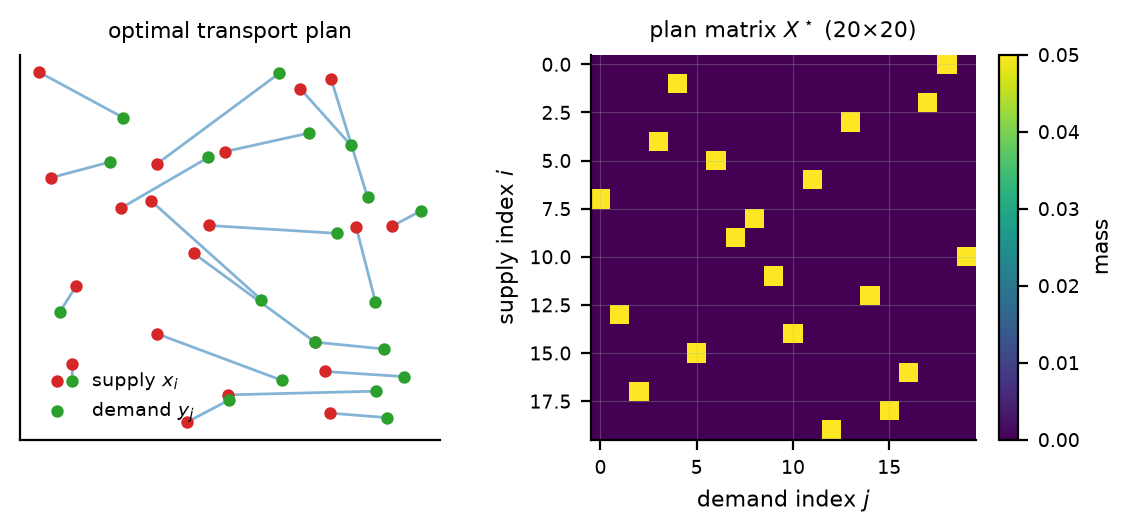 optimal transport plan
supply xᵢ
demand yⱼ
plan matrix X⋆ (20×20)
0.0
2.5
5.0
7.5
10.0
12.5
15.0
17.5
supply index i
0
5
10
15
demand index j
0.05
0.04
0.03
0.02
0.01
0.00
mass